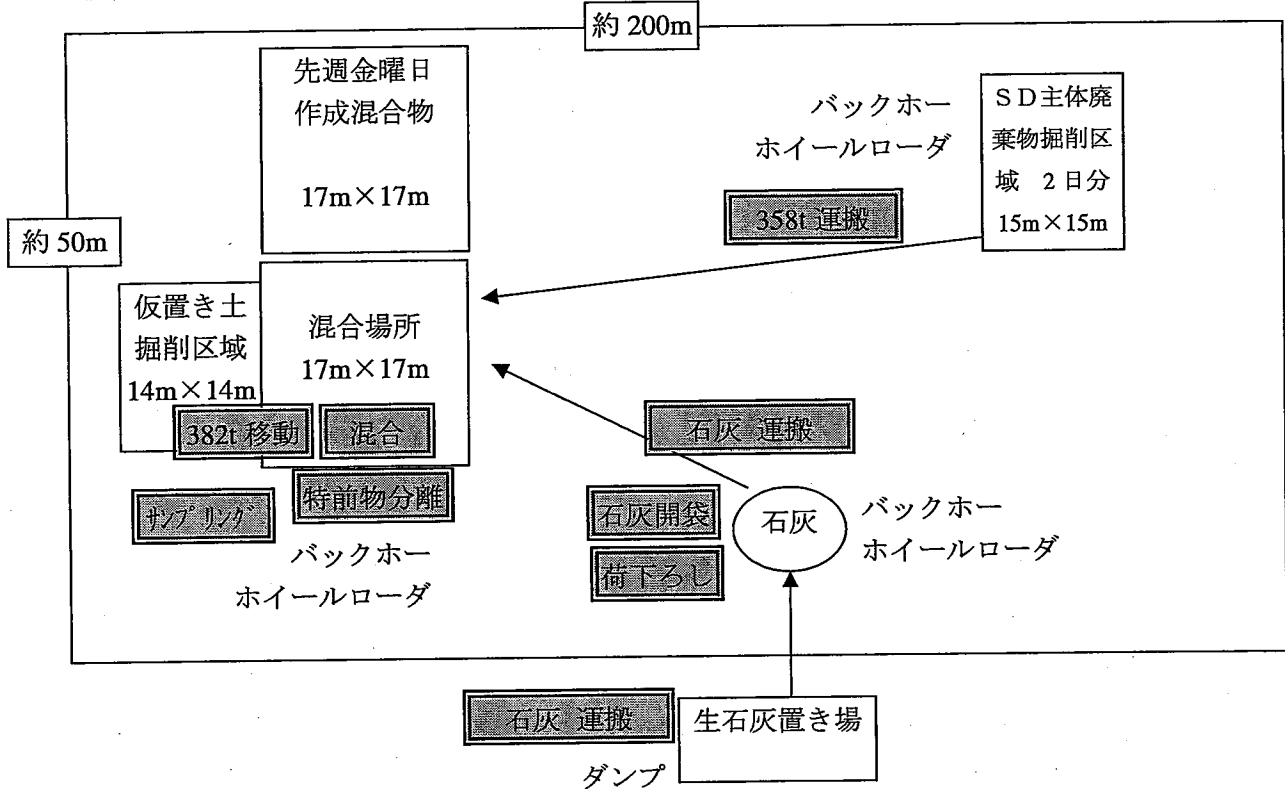 約 200m
先週金曜日
作成混合物
17m×17m
バックホー
ホイールローダ
ＳＤ主体廃
棄物掘削区
域 2 日分
15m×15m
358t 運搬
約 50m
仮置き土
掘削区域
14m×14m
混合場所
17m×17m
382t 移動
混合
石灰 運搬
サンプリング
特前物分離
バックホー
ホイールローダ
石灰開袋
荷下ろし
石灰
バックホー
ホイールローダ
石灰 運搬
生石灰置き場
ダンプ